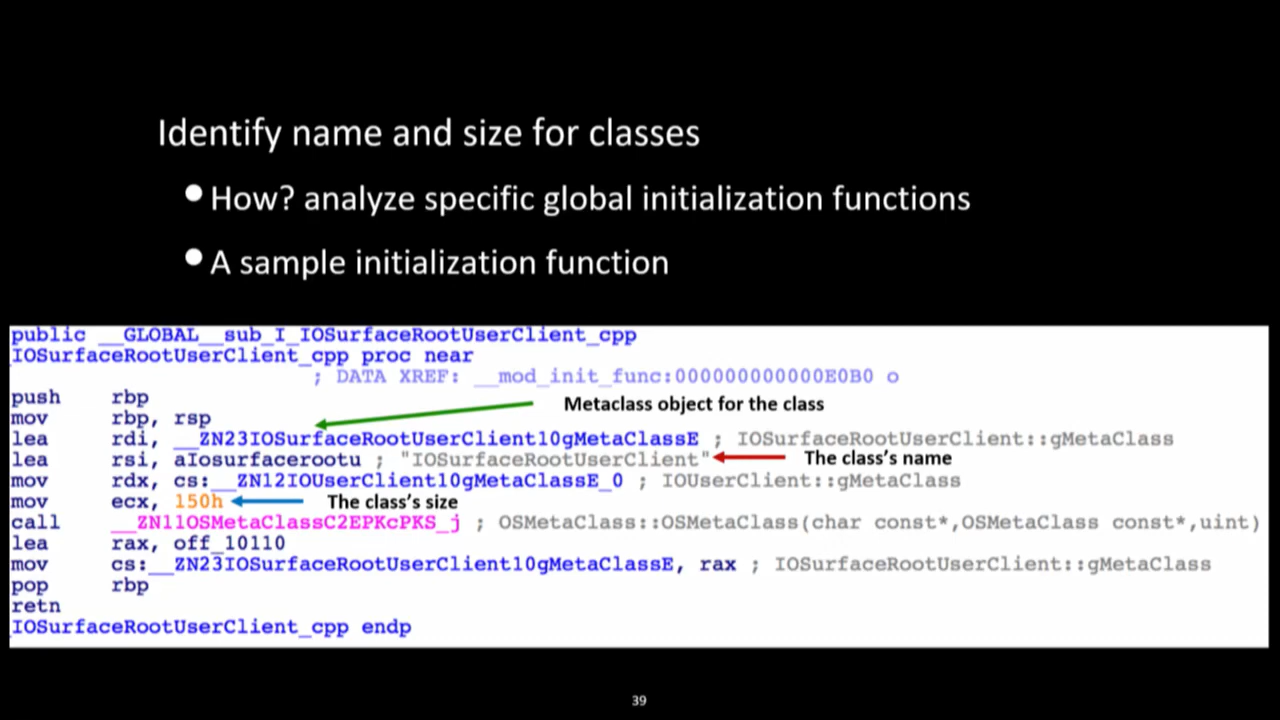 Identify name and size for classes
• How? analyze specific global initialization functions
• A sample initialization function
public __GLOBAL__sub_I_IOSurfaceRootUserClient_cpp
_IOSurfaceRootUserClient_cpp proc near
; DATA XREF: __mod_init_func:000000000000E0B0 o
push rbp
Metaclass object for the class
mov rbp, rsp
lea rdi, __ZN23IOSurfaceRootUserClient10gMetaClassE ; IOSurfaceRootUserClient::gMetaClass
lea rsi, aIosurfacerootu ; "IOSurfaceRootUserClient" The class's name
mov rdx, cs:__ZN12IOUserClient10gMetaClassE_0 ; IOUserClient::gMetaClass
mov ecx, 150h The class's size
call __ZN11OSMetaClassC2EPKcPKS_j ; OSMetaClass::OSMetaClass(char const*,OSMetaClass const*,uint)
lea rax, off_10110
mov cs:__ZN23IOSurfaceRootUserClient10gMetaClassE, rax ; IOSurfaceRootUserClient::gMetaClass
pop rbp
retn
_IOSurfaceRootUserClient_cpp endp
39